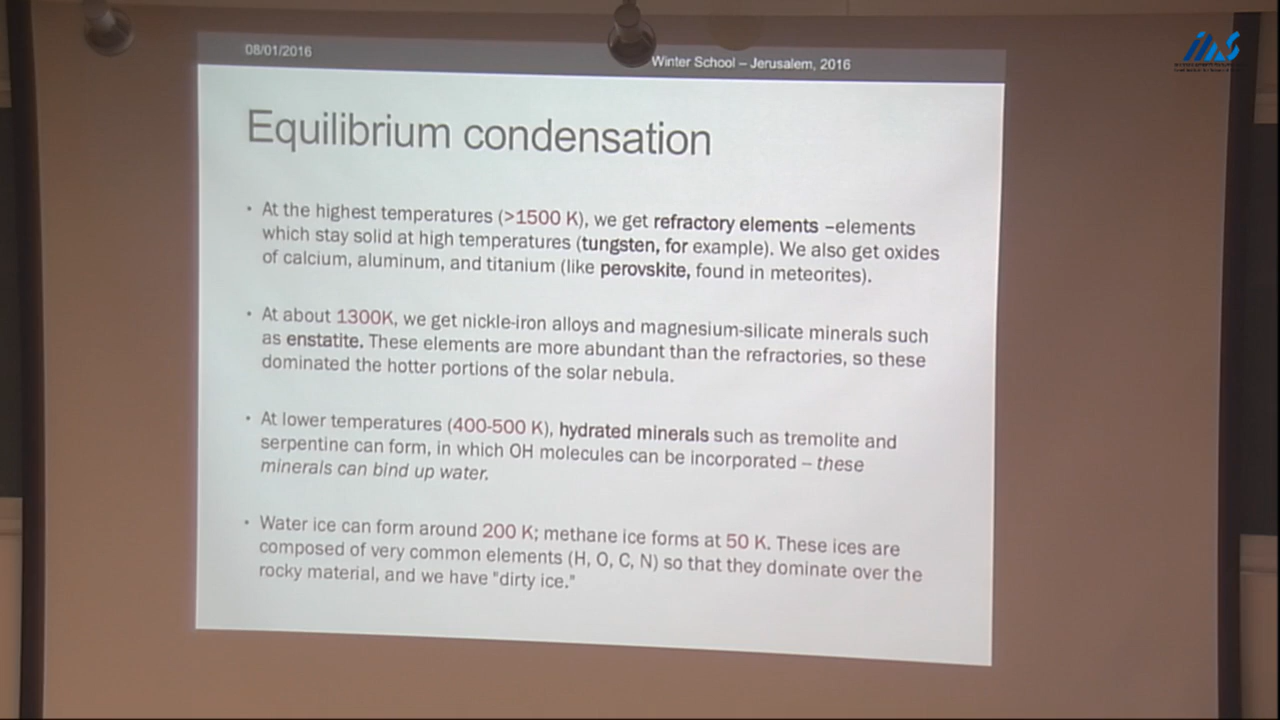 08/01/2016
Winter School – Jerusalem, 2016
Equilibrium condensation
• At the highest temperatures (>1500 K), we get refractory elements –elements
which stay solid at high temperatures (tungsten, for example). We also get oxides
of calcium, aluminum, and titanium (like perovskite, found in meteorites).
• At about 1300K, we get nickle-iron alloys and magnesium-silicate minerals such
as enstatite. These elements are more abundant than the refractories, so these
dominated the hotter portions of the solar nebula.
• At lower temperatures (400-500 K), hydrated minerals such as tremolite and
serpentine can form, in which OH molecules can be incorporated – these
minerals can bind up water.
• Water ice can form around 200 K; methane ice forms at 50 K. These ices are
composed of very common elements (H, O, C, N) so that they dominate over the
rocky material, and we have "dirty ice."